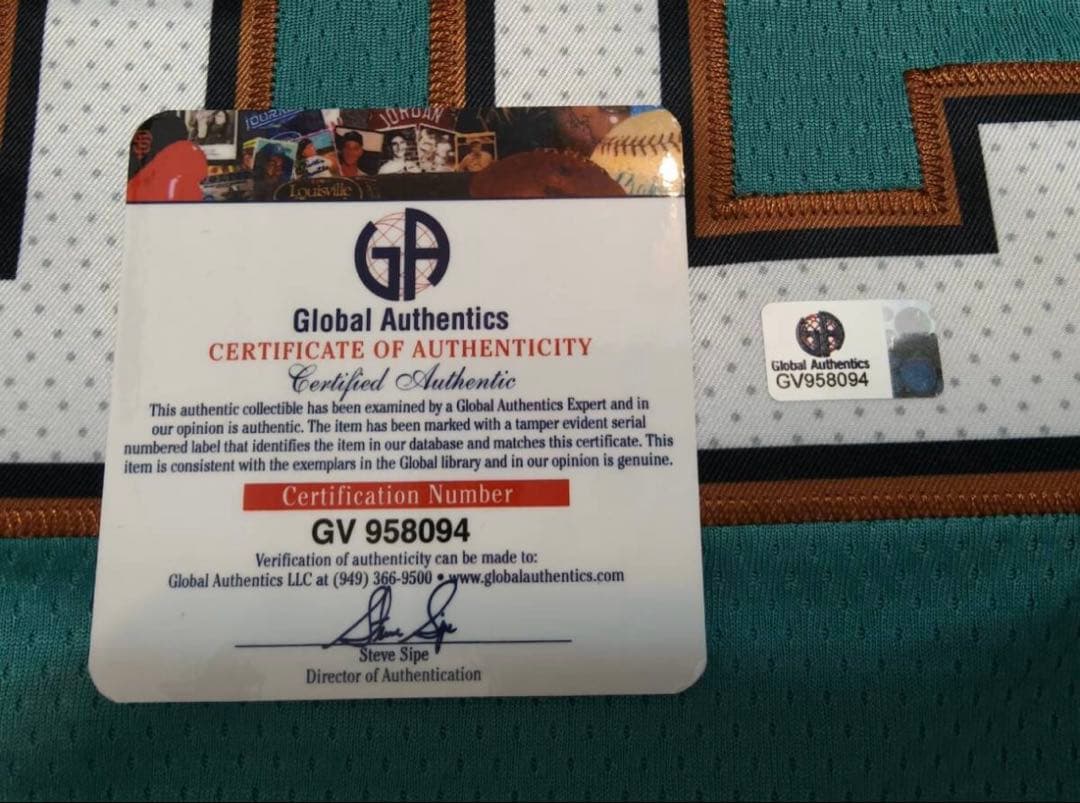 JORDAN
Louisville
GA
Global Authentics
CERTIFICATE OF AUTHENTICITY
Certified Authentic
This authentic collectible has been examined by a Global Authentics Expert and in
our opinion is authentic. The item has been marked with a tamper evident serial
numbered label that identifies the item in our database and matches this certificate. This
item is consistent with the exemplars in the Global library and in our opinion is genuine.
Certification Number
GV 958094
Verification of authenticity can be made to:
Global Authentics LLC at (949) 366-9500 • www.globalauthentics.com
Steve Sipe
Steve Sipe
Director of Authentication
GA
Global Authentics
GV958094